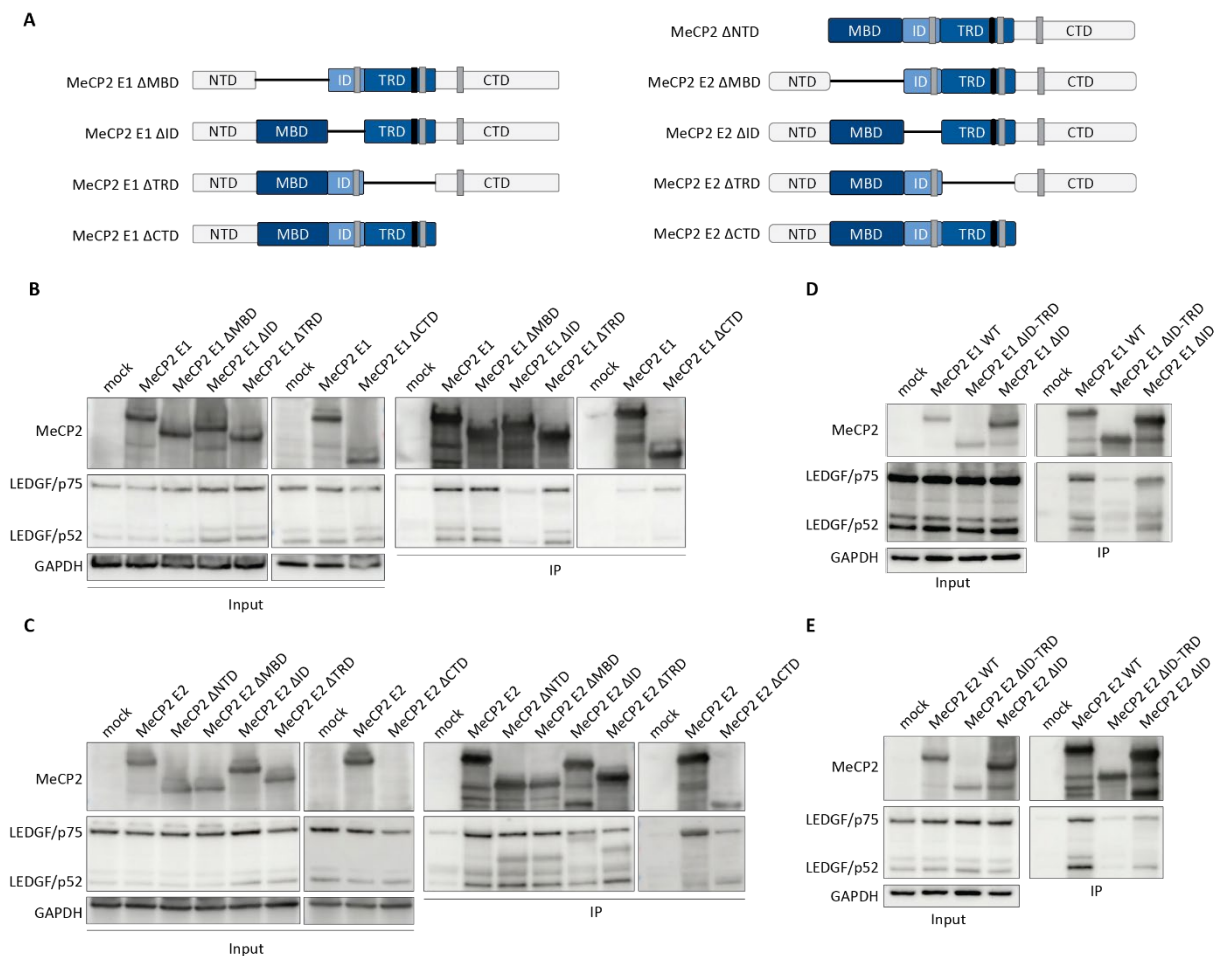 A
MeCP2 E1 ΔMBD NTD ID TRD CTD
MeCP2 E1 ΔID NTD MBD TRD CTD
MeCP2 E1 ΔTRD NTD MBD ID CTD
MeCP2 E1 ΔCTD NTD MBD ID TRD
MeCP2 ΔNTD MBD ID TRD CTD
MeCP2 E2 ΔMBD NTD ID TRD CTD
MeCP2 E2 ΔID NTD MBD TRD CTD
MeCP2 E2 ΔTRD NTD MBD ID CTD
MeCP2 E2 ΔCTD NTD MBD ID TRD
B
mock MeCP2 E1 MeCP2 E1 ΔMBD MeCP2 E1 ΔID MeCP2 E1 ΔTRD mock MeCP2 E1 MeCP2 E1 ΔCTD mock MeCP2 E1 MeCP2 E1 ΔMBD MeCP2 E1 ΔID MeCP2 E1 ΔTRD mock MeCP2 E1 MeCP2 E1 ΔCTD
MeCP2
LEDGF/p75
LEDGF/p52
GAPDH
IP
Input
C
mock MeCP2 E2 MeCP2 ΔNTD MeCP2 E2 ΔMBD MeCP2 E2 ΔID MeCP2 E2 ΔTRD mock MeCP2 E2 MeCP2 E2 ΔCTD mock MeCP2 E2 MeCP2 ΔNTD MeCP2 E2 ΔMBD MeCP2 E2 ΔID MeCP2 E2 ΔTRD mock MeCP2 E2 MeCP2 E2 ΔCTD
MeCP2
LEDGF/p75
LEDGF/p52
GAPDH
IP
Input
D
mock MeCP2 E1 WT MeCP2 E1 ΔID-TRD MeCP2 E1 ΔID mock MeCP2 E1 WT MeCP2 E1 ΔID-TRD MeCP2 E1 ΔID
MeCP2
LEDGF/p75
LEDGF/p52
GAPDH
IP
Input
E
mock MeCP2 E2 WT MeCP2 E2 ΔID-TRD MeCP2 E2 ΔID mock MeCP2 E2 WT MeCP2 E2 ΔID-TRD MeCP2 E2 ΔID
MeCP2
LEDGF/p75
LEDGF/p52
GAPDH
IP
Input